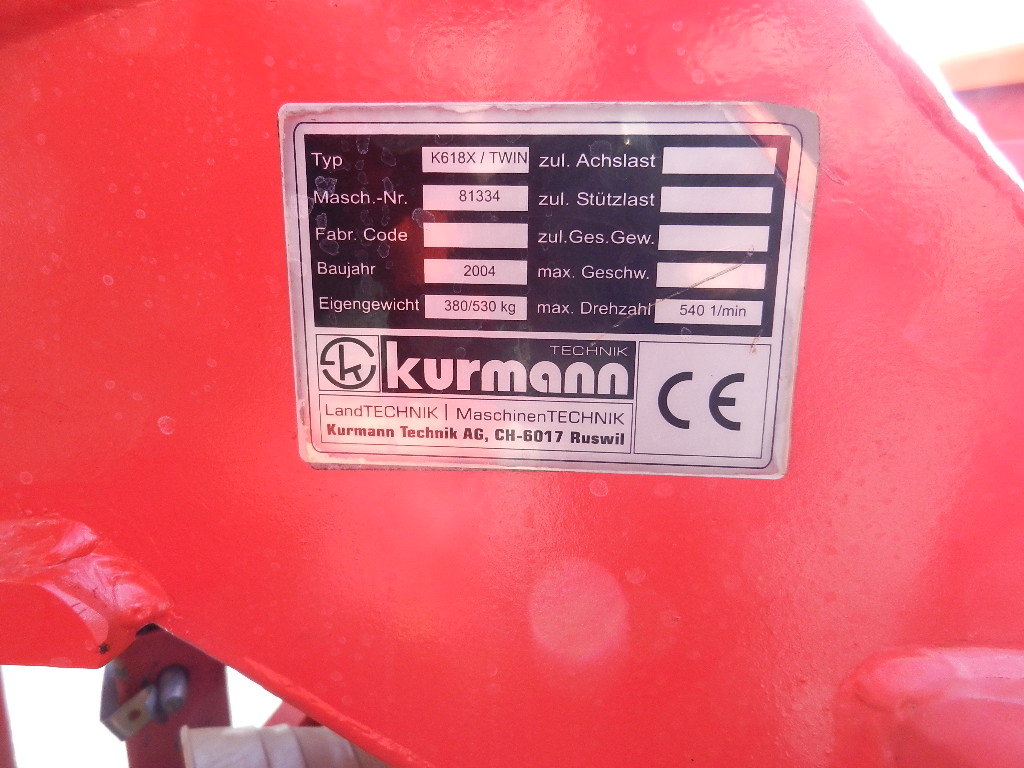 Typ K618X / TWIN zul. Achslast
Masch.-Nr. 81334 zul. Stützlast
Fabr. Code zul.Ges.Gew.
Baujahr 2004 max. Geschw.
Eigengewicht 380/530 kg max. Drehzahl 540 1/min
TECHNIK
k kurmann CE
LandTECHNIK | MaschinenTECHNIK
Kurmann Technik AG, CH-6017 Ruswil